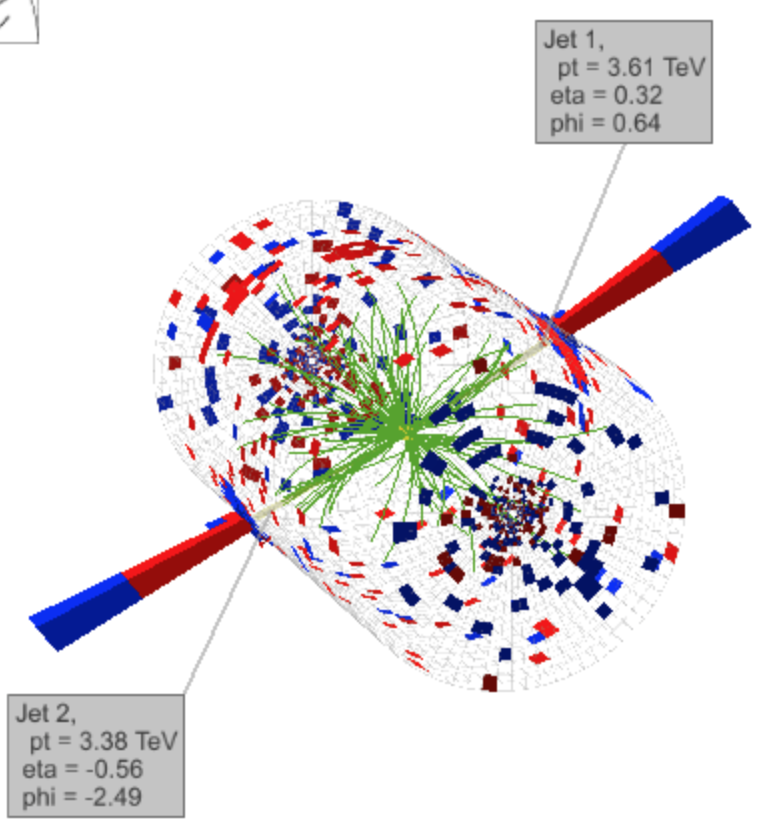 Jet 1,
pt = 3.61 TeV
eta = 0.32
phi = 0.64
Jet 2,
pt = 3.38 TeV
eta = -0.56
phi = -2.49